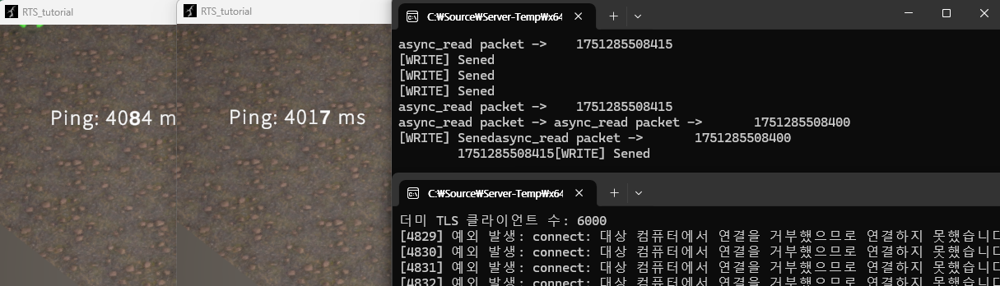 RTS_tutorial
Ping: 4084 m
RTS_tutorial
Ping: 4017 ms
C:₩Source₩Server-Temp₩x64
async_read packet -> 1751285508415
[WRITE] Sened
[WRITE] Sened
[WRITE] Sened
async_read packet -> 1751285508415
async_read packet -> async_read packet -> 1751285508400
[WRITE] Senedasync_read packet -> 1751285508400
1751285508415[WRITE] Sened
C:₩Source₩Server-Temp₩x64
더미 TLS 클라이언트 수: 6000
[4829] 예외 발생: connect: 대상 컴퓨터에서 연결을 거부했으므로 연결하지 못했습니다
[4830] 예외 발생: connect: 대상 컴퓨터에서 연결을 거부했으므로 연결하지 못했습니다
[4831] 예외 발생: connect: 대상 컴퓨터에서 연결을 거부했으므로 연결하지 못했습니다
[4832] 예외 발생: connect: 대상 컴퓨터에서 연결을 거부했으므로 연결하지 못했습니다